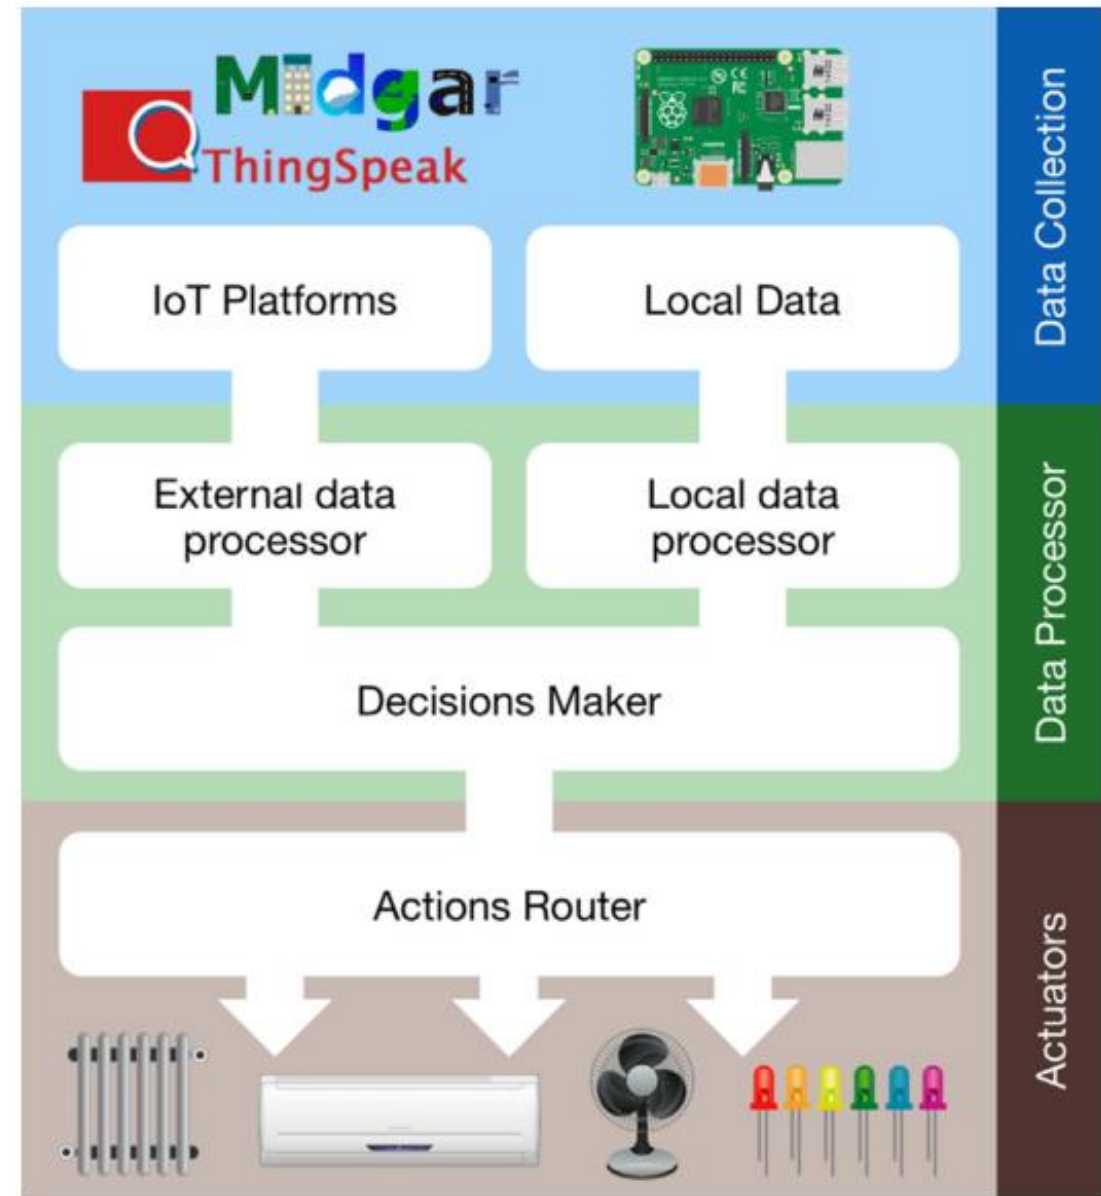 Midgar
ThingSpeak
IoT Platforms
Local Data
Data Collection
External data
processor
Local data
processor
Decisions Maker
Data Processor
Actions Router
Actuators